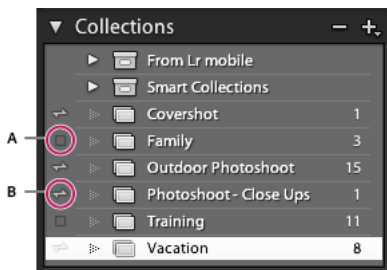 Collections
From Lr mobile
Smart Collections
Covershot 1
A Family 3
Outdoor Photoshoot 15
B Photoshoot - Close Ups 1
Training 11
Vacation 8